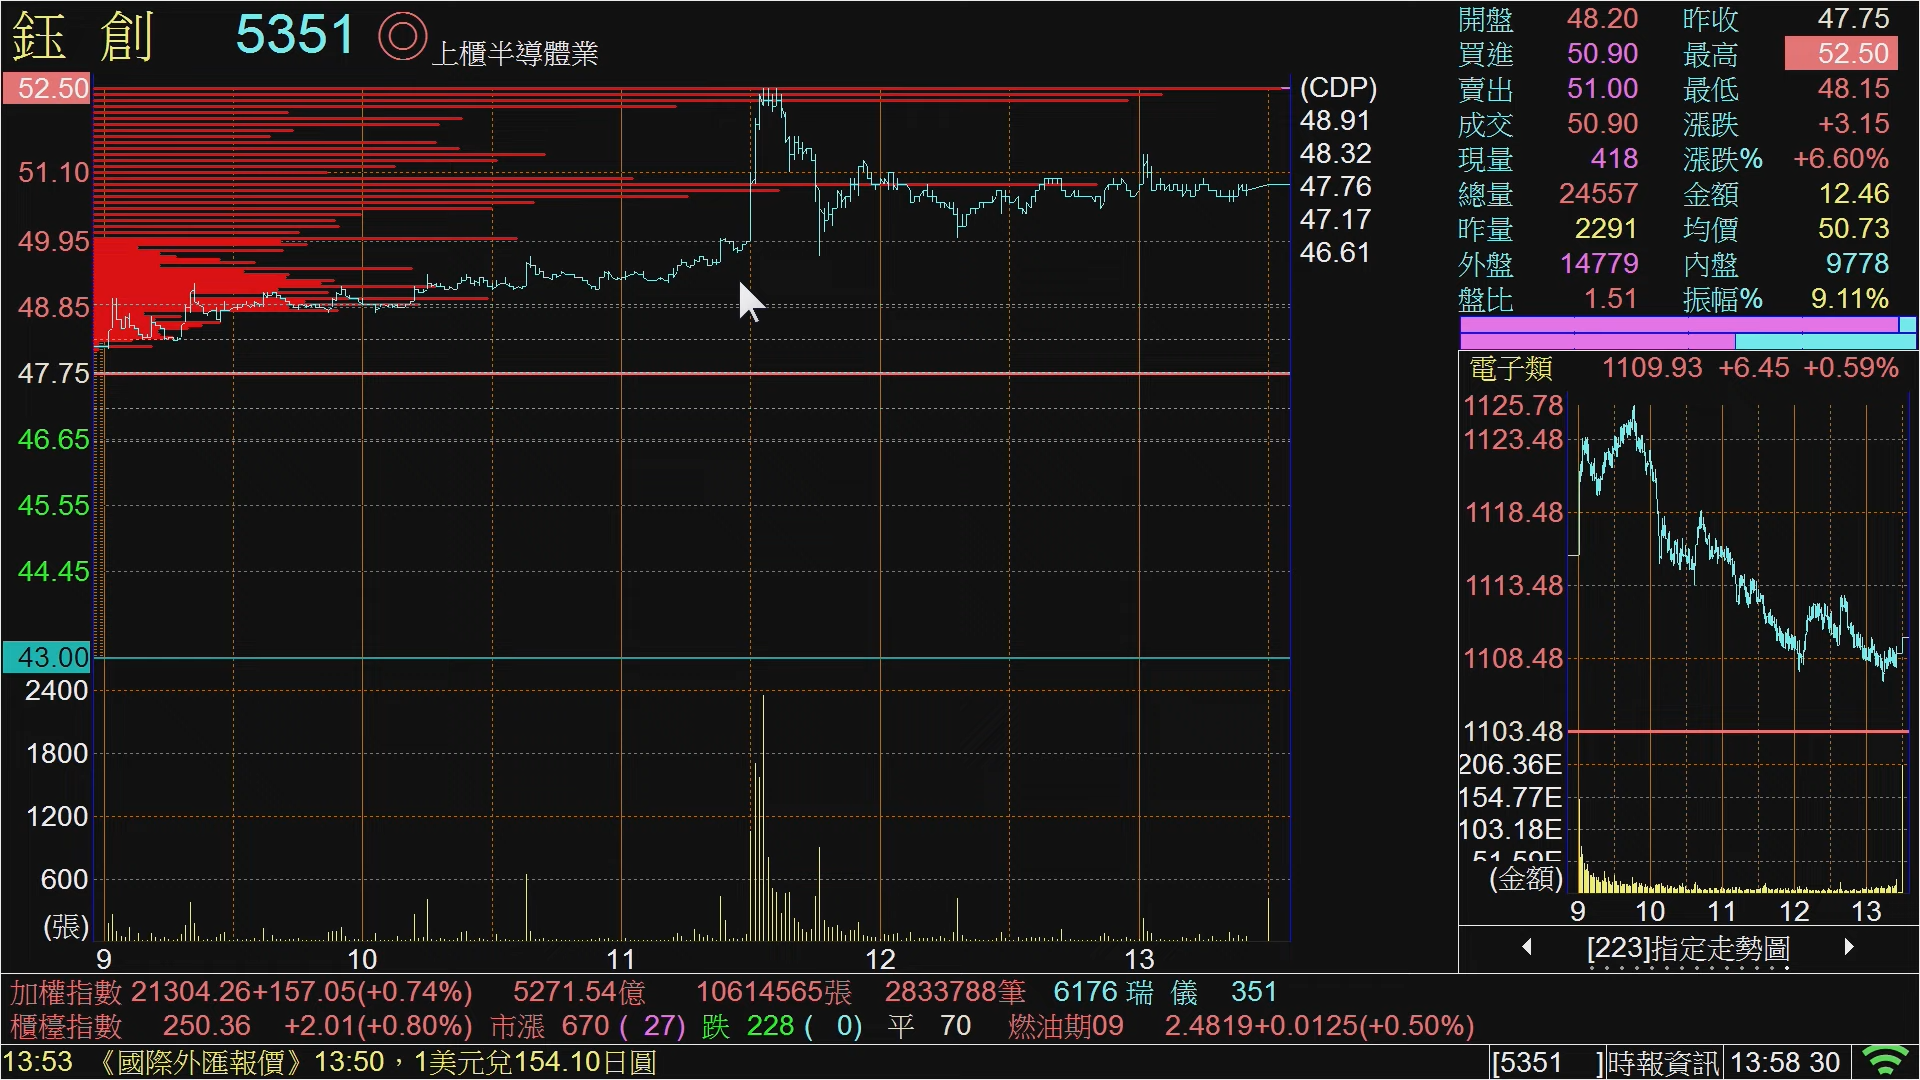 鈺 創 5351 ◎ 上櫃半導體業
52.50
51.10
49.95
48.85
47.75
46.65
45.55
44.45
43.00
2400
1800
1200
600
(張)
9 10 11 12 13
(CDP)
48.91
48.32
47.76
47.17
46.61
開盤 48.20 昨收 47.75
買進 50.90 最高 52.50
賣出 51.00 最低 48.15
成交 50.90 漲跌 +3.15
現量 418 漲跌% +6.60%
總量 24557 金額 12.46
昨量 2291 均價 50.73
外盤 14779 內盤 9778
盤比 1.51 振幅% 9.11%
電子類 1109.93 +6.45 +0.59%
1125.78
1123.48
1118.48
1113.48
1108.48
1103.48
206.36E
154.77E
103.18E
51.59E
(金額)
9 10 11 12 13
[223]指定走勢圖
加權指數 21304.26+157.05(+0.74%) 5271.54億 10614565張 2833788筆 6176 瑞 儀 351
櫃檯指數 250.36 +2.01(+0.80%) 市漲 670 ( 27) 跌 228 ( 0) 平 70 燃油期09 2.4819+0.0125(+0.50%)
13:53 《國際外匯報價》13:50，1美元兌154.10日圓
[5351 ]時報資訊 13:58 30